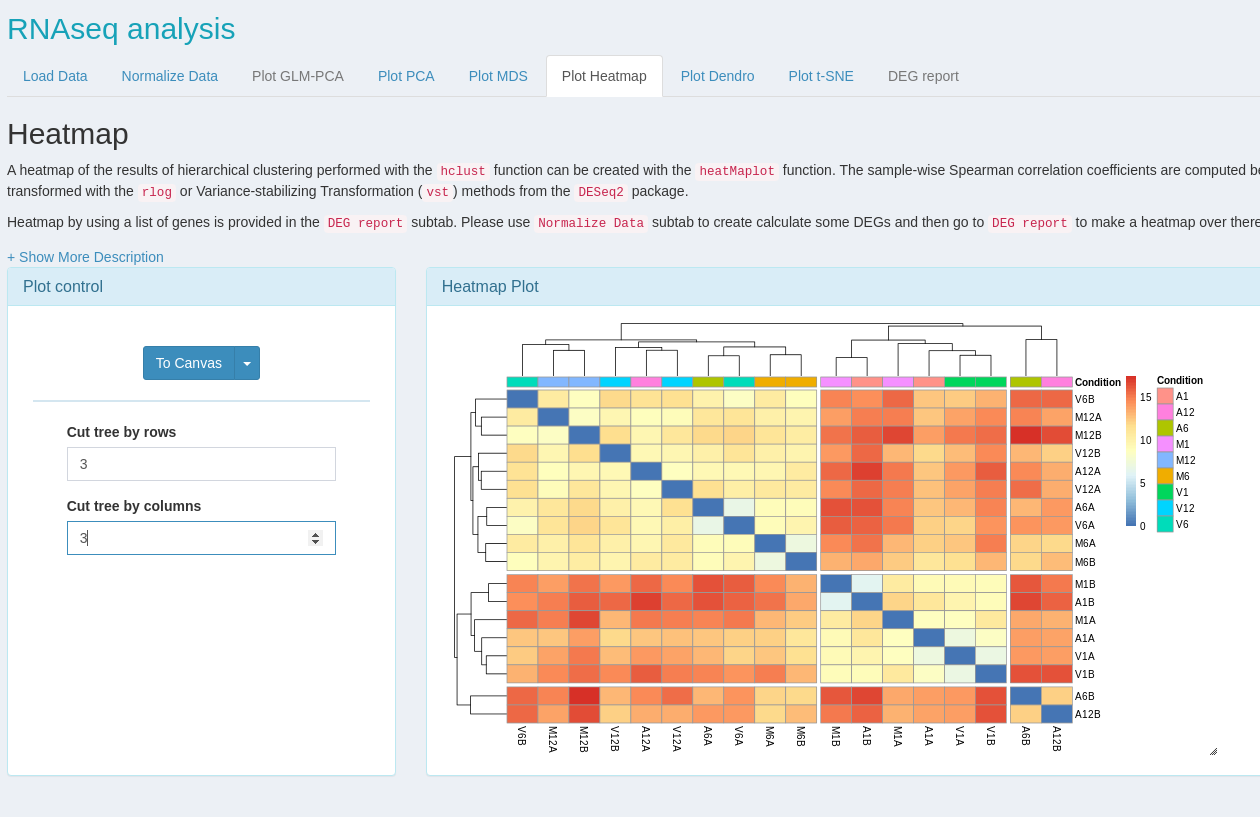 RNAseq analysis
Load Data Normalize Data Plot GLM-PCA Plot PCA Plot MDS Plot Heatmap Plot Dendro Plot t-SNE DEG report
Heatmap
A heatmap of the results of hierarchical clustering performed with the hclust function can be created with the heatMaplot function. The sample-wise Spearman correlation coefficients are computed
transformed with the rlog or Variance-stabilizing Transformation ( vst ) methods from the DESeq2 package.
Heatmap by using a list of genes is provided in the DEG report subtab. Please use Normalize Data subtab to create calculate some DEGs and then go to DEG report to make a heatmap over there
+ Show More Description
Plot control
To Canvas
Cut tree by rows
3
Cut tree by columns
3
Heatmap Plot
Condition
V6B
M12A
M12B
V12B
A12A
V12A
A6A
V6A
M6A
M6B
M1B
A1B
M1A
A1A
V1A
V1B
A6B
A12B
15
10
5
0
Condition
A1
A12
A6
M1
M12
M6
V1
V12
V6
V6B M12A M12B V12B A12A V12A A6A V6A M6A M6B M1B A1B M1A A1A V1A V1B A6B A12B